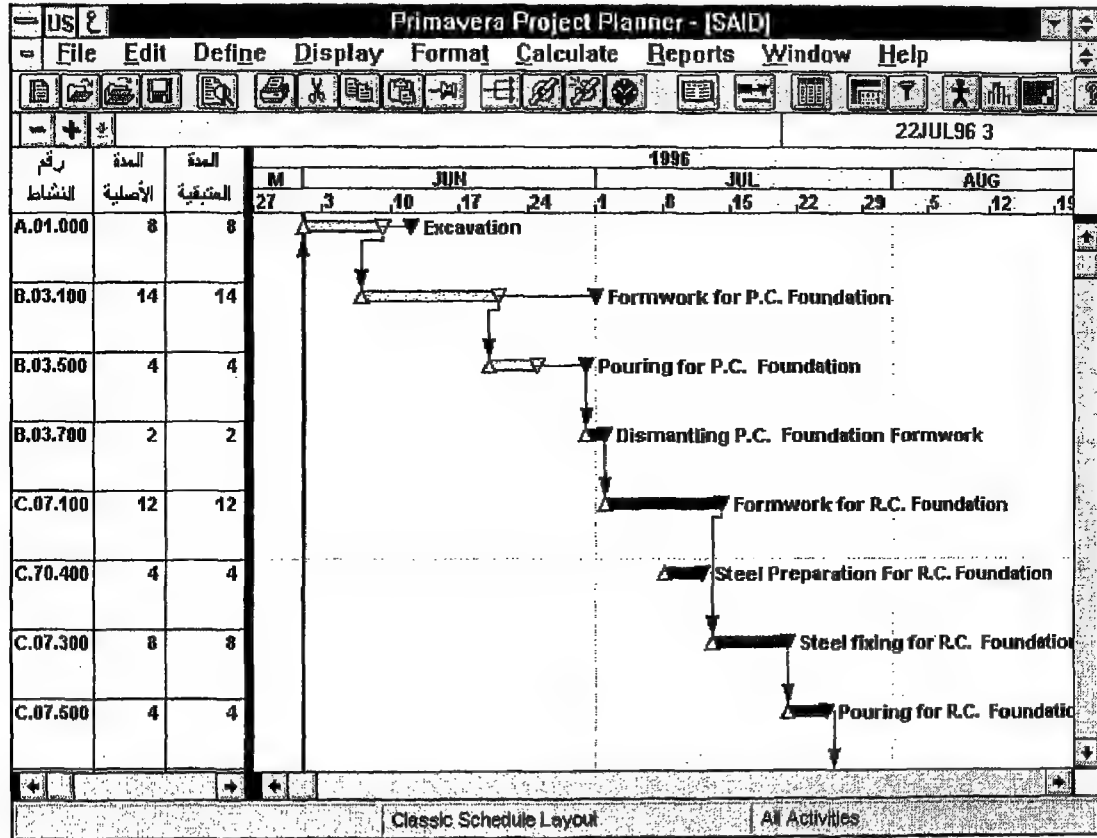 US ع Primavera Project Planner - [SAID]
File Edit Define Display Format Calculate Reports Window Help
22JUL96 3
رقم النشاط
المدة الأصلية
المدة المتبقية
1996
M JUN JUL AUG
27 3 10 17 24 1 8 15 22 29 5 12 19
A.01.000 8 8 Excavation
B.03.100 14 14 Formwork for P.C. Foundation
B.03.500 4 4 Pouring for P.C. Foundation
B.03.700 2 2 Dismantling P.C. Foundation Formwork
C.07.100 12 12 Formwork for R.C. Foundation
C.70.400 4 4 Steel Preparation For R.C. Foundation
C.07.300 8 8 Steel fixing for R.C. Foundation
C.07.500 4 4 Pouring for R.C. Foundatio
Classic Schedule Layout All Activities